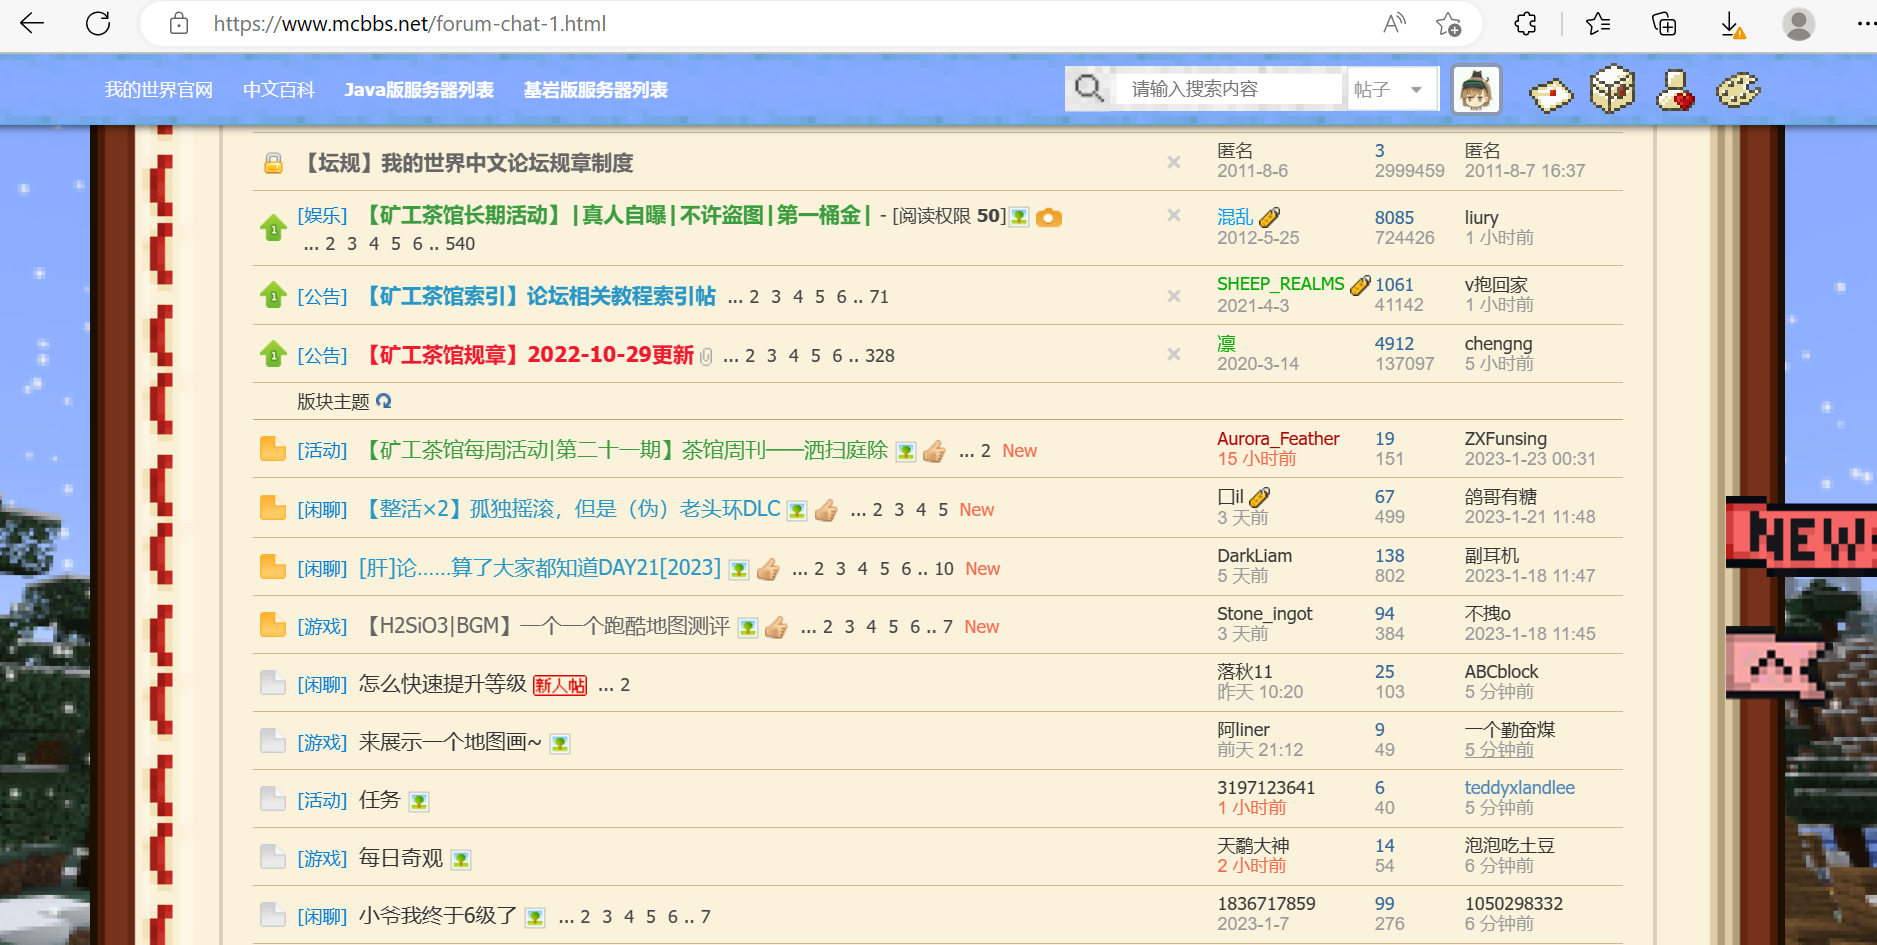 https://www.mcbbs.net/forum-chat-1.html
我的世界官网 中文百科 Java版服务器列表 基岩版服务器列表 请输入搜索内容 帖子
【坛规】我的世界中文论坛规章制度 匿名 3 匿名
2011-8-6 2999459 2011-8-7 16:37
[娱乐] 【矿工茶馆长期活动】|真人自曝|不许盗图|第一桶金| - [阅读权限 50] 混乱 8085 liury
... 2 3 4 5 6 .. 540 2012-5-25 724426 1 小时前
[公告] 【矿工茶馆索引】论坛相关教程索引帖 ... 2 3 4 5 6 .. 71 SHEEP_REALMS 1061 v抱回家
2021-4-3 41142 1 小时前
[公告] 【矿工茶馆规章】2022-10-29更新 ... 2 3 4 5 6 .. 328 凛 4912 chengng
2020-3-14 137097 5 小时前
版块主题
[活动] 【矿工茶馆每周活动|第二十一期】茶馆周刊——洒扫庭除 ... 2 New Aurora_Feather 19 ZXFunsing
15 小时前 151 2023-1-23 00:31
[闲聊] 【整活×2】孤独摇滚，但是（伪）老头环DLC ... 2 3 4 5 New 囗il 67 鸽哥有糖
3 天前 499 2023-1-21 11:48
[闲聊] [肝]论……算了大家都知道DAY21[2023] ... 2 3 4 5 6 .. 10 New DarkLiam 138 副耳机
5 天前 802 2023-1-18 11:47
[游戏] 【H2SiO3|BGM】一个一个跑酷地图测评 ... 2 3 4 5 6 .. 7 New Stone_ingot 94 不拽o
3 天前 384 2023-1-18 11:45
[闲聊] 怎么快速提升等级 新人帖 ... 2 落秋11 25 ABCblock
昨天 10:20 103 5 分钟前
[游戏] 来展示一个地图画~ 阿liner 9 一个勤奋煤
前天 21:12 49 5 分钟前
[活动] 任务 3197123641 6 teddyxlandlee
1 小时前 40 5 分钟前
[游戏] 每日奇观 天鹬大神 14 泡泡吃土豆
2 小时前 54 6 分钟前
[闲聊] 小爷我终于6级了 ... 2 3 4 5 6 .. 7 1836717859 99 1050298332
2023-1-7 276 6 分钟前
NEW